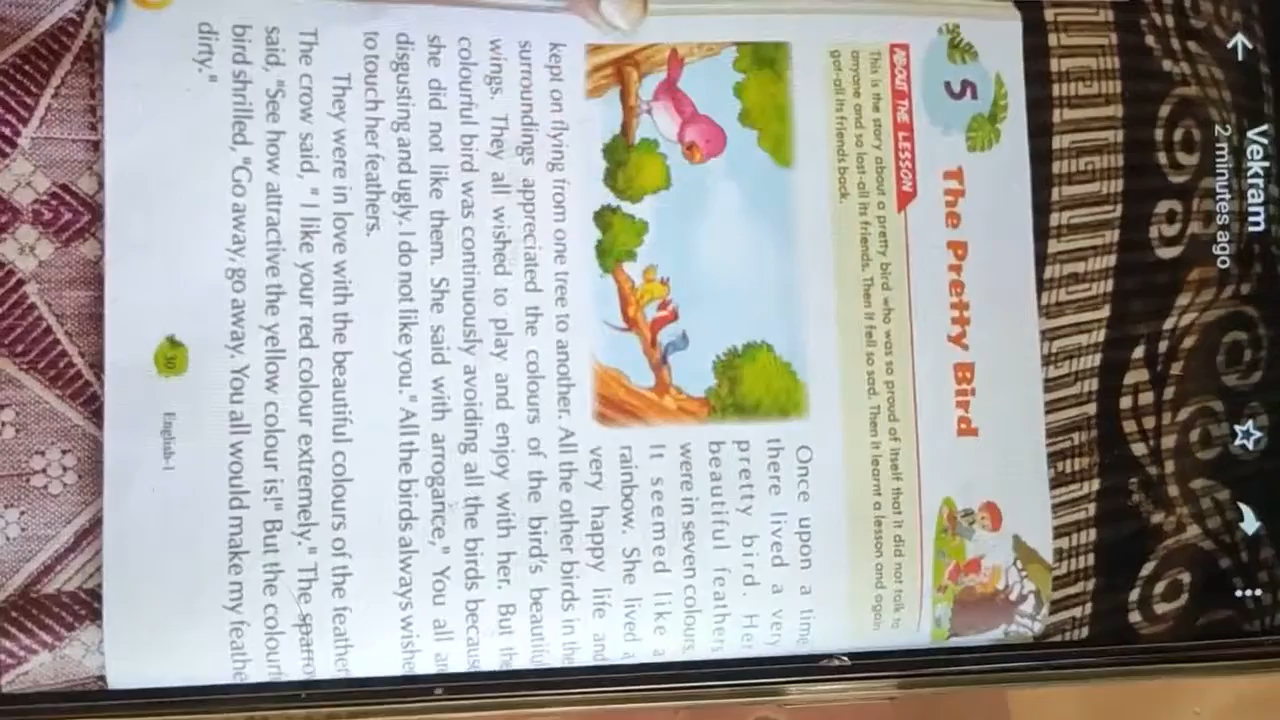 Vekram
2 minutes ago
5
The Pretty Bird
ABOUT THE LESSON
This is the story about a pretty bird who was so proud of itself that it did not talk to
anyone and so lost all its friends. Then it fell so sad. Then it learnt a lesson and again
got all its friends back.
Once upon a time
there lived a very
pretty bird. Her
beautiful feathers
were in seven colours.
It seemed like a
rainbow. She lived a
very happy life and
kept on flying from one tree to another. All the other birds in the
surroundings appreciated the colours of the bird's beautiful
wings. They all wished to play and enjoy with her. But the
colourful bird was continuously avoiding all the birds because
she did not like them. She said with arrogance," You all are
disgusting and ugly. I do not like you." All the birds always wishe
to touch her feathers.
They were in love with the beautiful colours of the feather
The crow said, " I like your red colour extremely." The sparro
said, "See how attractive the yellow colour is!" But the colourf
bird shrilled, "Go away, go away. You all would make my feathe
dirty."
30
English-1